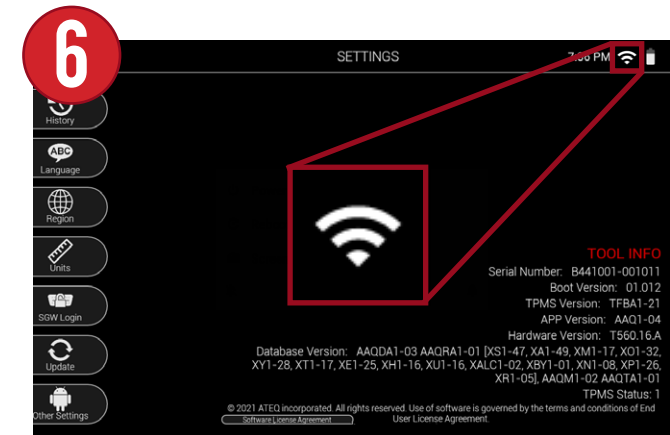 6
SETTINGS
PM
History
ABC
Language
Region
Units
SGW Login
Update
Other Settings
TOOL INFO
Serial Number: B441001-001011
Boot Version: 01.012
TPMS Version: TFBA1-21
APP Version: AAQ1-04
Hardware Version: T560.16.A
Database Version: AAQDA1-03 AAQRA1-01 [XS1-47, XA1-49, XM1-17, XO1-32,
XY1-28, XT1-17, XE1-25, XH1-16, XU1-16, XALC1-02, XBY1-01, XN1-08, XP1-26,
XR1-05], AAQM1-02 AAQTA1-01
TPMS Status: 1
© 2021 ATEQ incorporated. All rights reserved. Use of software is governed by the terms and conditions of End
User License Agreement.
Software License Agreement